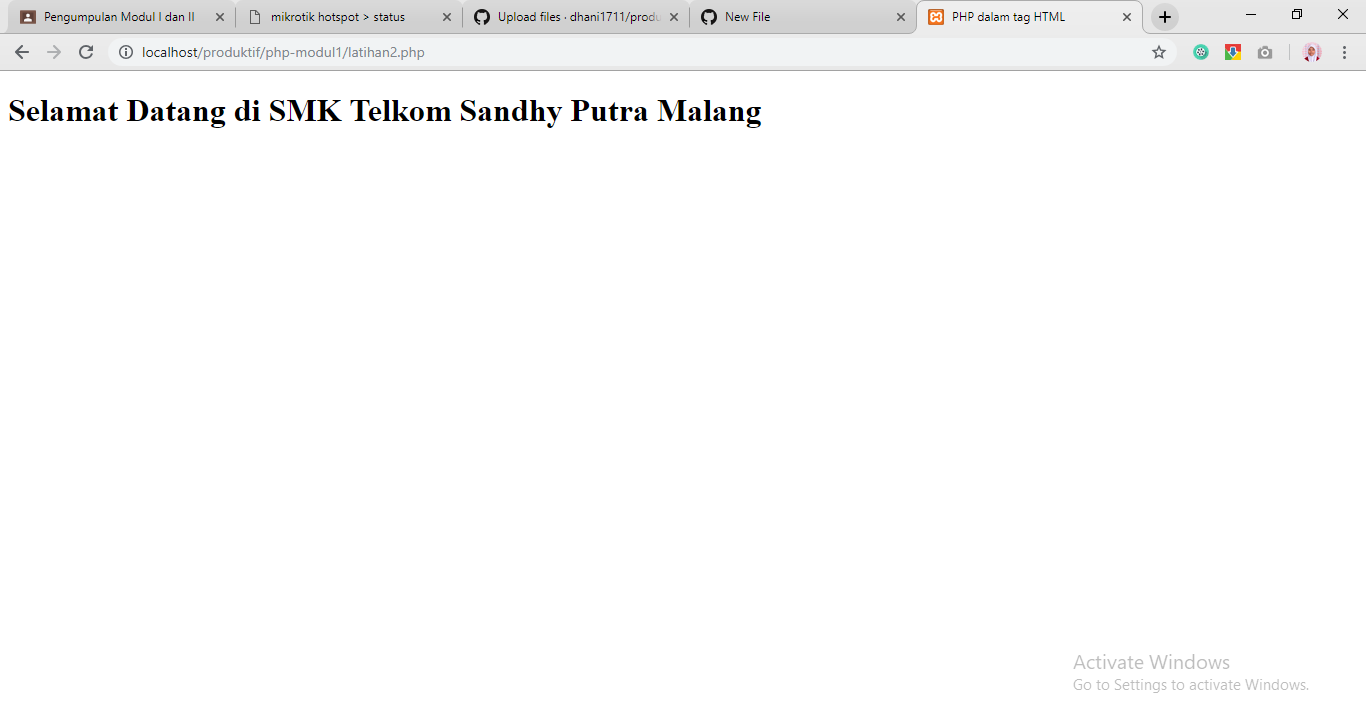 Pengumpulan Modul I dan II
mikrotik hotspot > status
Upload files · dhani1711/produ
New File
PHP dalam tag HTML
localhost/produktif/php-modul1/latihan2.php
Selamat Datang di SMK Telkom Sandhy Putra Malang
Activate Windows
Go to Settings to activate Windows.